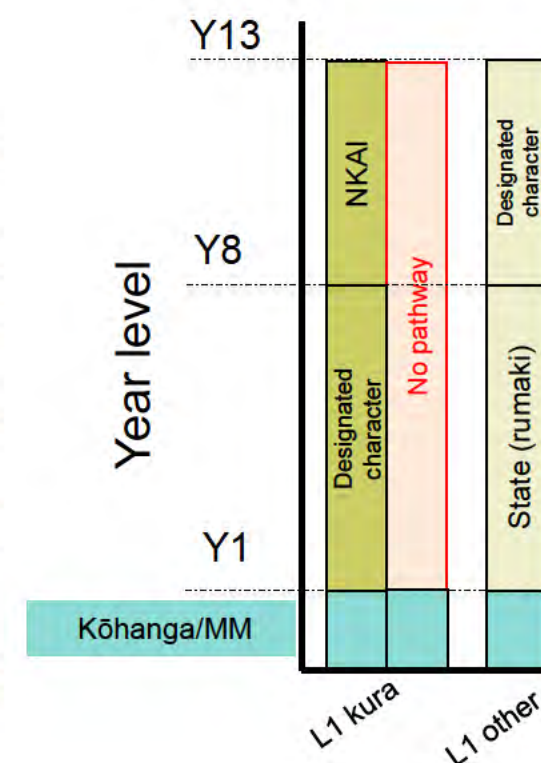 Y13
NKAI
Designated
character
Y8
No pathway
Year level
Designated
character
State (rumaki)
Y1
Kōhanga/MM
L1 kura
L1 other